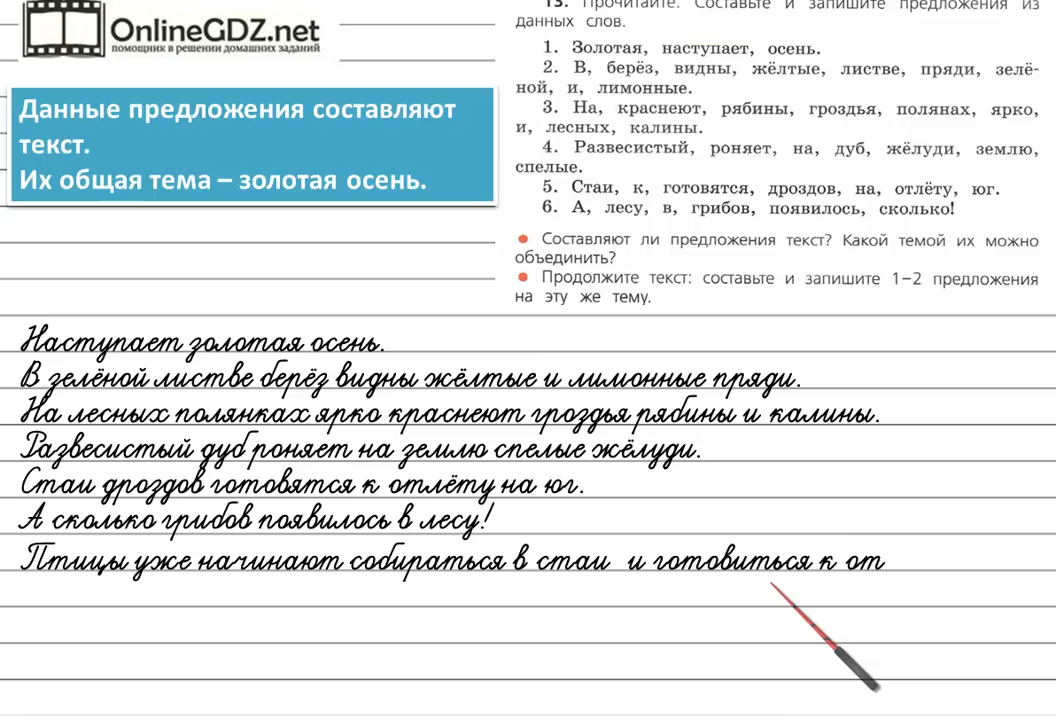 OnlineGDZ.net
помощник в решении домашних заданий
Данные предложения составляют
текст.
Их общая тема – золотая осень.
13. Прочитайте. Составьте и запишите предложения из
данных слов.
1. Золотая, наступает, осень.
2. В, берёз, видны, жёлтые, листве, пряди, зелё-
ной, и, лимонные.
3. На, краснеют, рябины, гроздья, полянах, ярко,
и, лесных, калины.
4. Развесистый, роняет, на, дуб, жёлуди, землю,
спелые.
5. Стаи, к, готовятся, дроздов, на, отлёту, юг.
6. А, лесу, в, грибов, появилось, сколько!
• Составляют ли предложения текст? Какой темой их можно
объединить?
• Продолжите текст: составьте и запишите 1–2 предложения
на эту же тему.
Наступает золотая осень.
В зелёной листве берёз видны жёлтые и лимонные пряди.
На лесных полянках ярко краснеют гроздья рябины и калины.
Развесистый дуб роняет на землю спелые жёлуди.
Стаи дроздов готовятся к отлёту на юг.
А сколько грибов появилось в лесу!
Птицы уже начинают собираться в стаи и готовиться к от